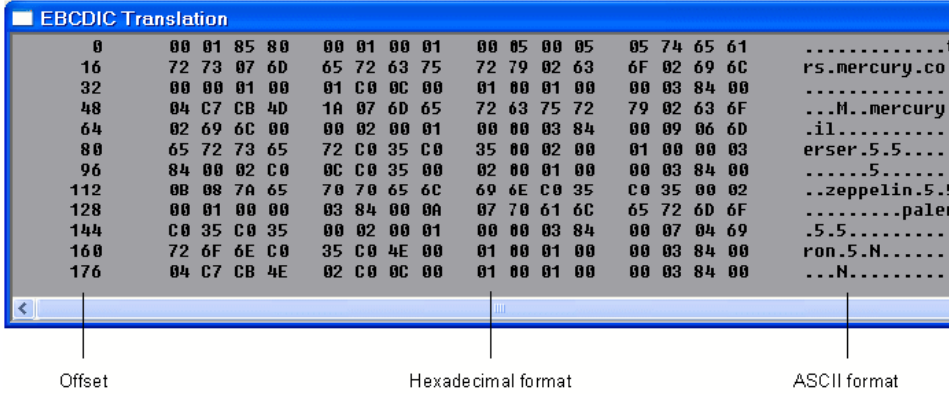 EBCDIC Translation
0 00 01 85 80 00 01 00 01 00 05 00 05 05 74 65 61 .............t
16 72 73 07 6D 65 72 63 75 72 79 02 63 6F 02 69 6C rs.mercury.co
32 00 00 01 00 01 C0 0C 00 01 00 01 00 00 03 84 00 .............
48 04 C7 CB 4D 1A 07 6D 65 72 63 75 72 79 02 63 6F ...M..mercury
64 02 69 6C 00 00 02 00 01 00 00 03 84 00 09 06 6D .il..........
80 65 72 73 65 72 C0 35 C0 35 00 02 00 01 00 00 03 erser.5.5....
96 84 00 02 C0 0C C0 35 00 02 00 01 00 00 03 84 00 ......5......
112 0B 08 7A 65 70 70 65 6C 69 6E C0 35 C0 35 00 02 ..zeppelin.5.5
128 00 01 00 00 03 84 00 0A 07 70 61 6C 65 72 6D 6F .........paler
144 C0 35 C0 35 00 02 00 01 00 00 03 84 00 07 04 69 .5.5.........
160 72 6F 6E C0 35 C0 4E 00 01 00 01 00 00 03 84 00 ron.5.N......
176 04 C7 CB 4E 02 C0 0C 00 01 00 01 00 00 03 84 00 ...N.........
Offset Hexadecimal format ASCII format